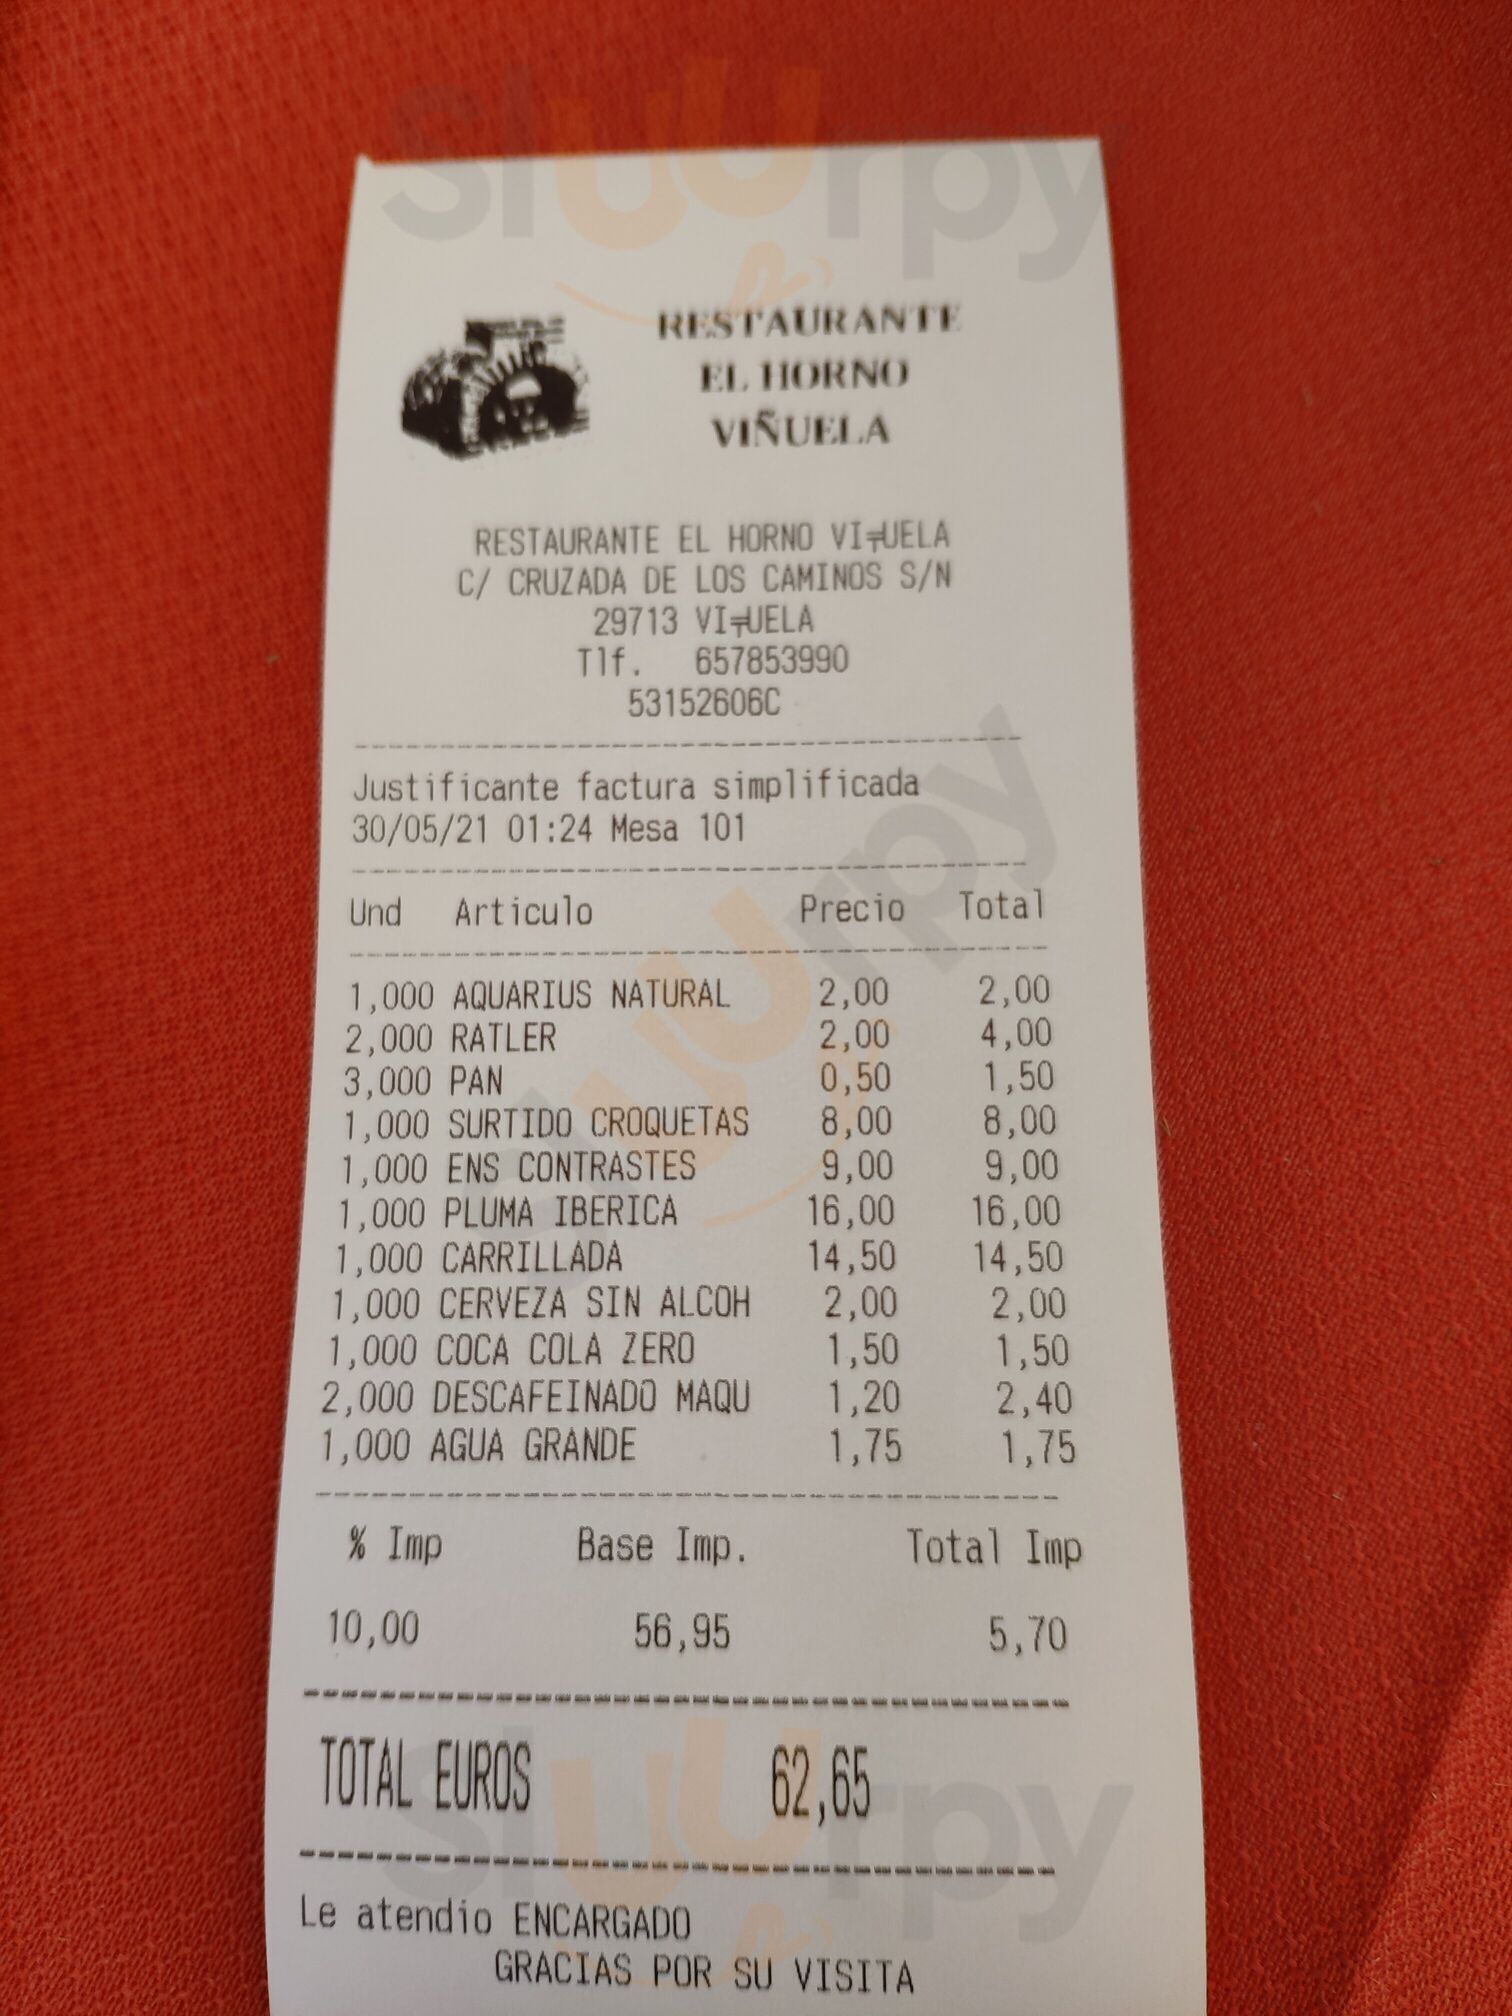 RESTAURANTE
EL HORNO
VIÑUELA
RESTAURANTE EL HORNO VI╤UELA
C/ CRUZADA DE LOS CAMINOS S/N
29713 VI╤UELA
Tlf. 657853990
53152606C
Justificante factura simplificada
30/05/21 01:24 Mesa 101
Und Articulo Precio Total
1,000 AQUARIUS NATURAL 2,00 2,00
2,000 RATLER 2,00 4,00
3,000 PAN 0,50 1,50
1,000 SURTIDO CROQUETAS 8,00 8,00
1,000 ENS CONTRASTES 9,00 9,00
1,000 PLUMA IBERICA 16,00 16,00
1,000 CARRILLADA 14,50 14,50
1,000 CERVEZA SIN ALCOH 2,00 2,00
1,000 COCA COLA ZERO 1,50 1,50
2,000 DESCAFEINADO MAQU 1,20 2,40
1,000 AGUA GRANDE 1,75 1,75
% Imp Base Imp. Total Imp
10,00 56,95 5,70
TOTAL EUROS 62,65
Le atendio ENCARGADO
GRACIAS POR SU VISITA
Sluurpy
Sluurpy
Sluurpy